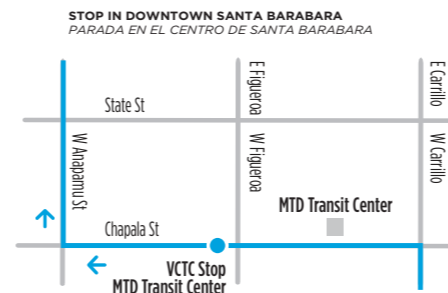 STOP IN DOWNTOWN SANTA BARABARA
PARADA EN EL CENTRO DE SANTA BARABARA
E Figueroa
E Carrillo
State St
W Anapamu St
W Figueroa
W Carrillo
MTD Transit Center
Chapala St
VCTC Stop
MTD Transit Center